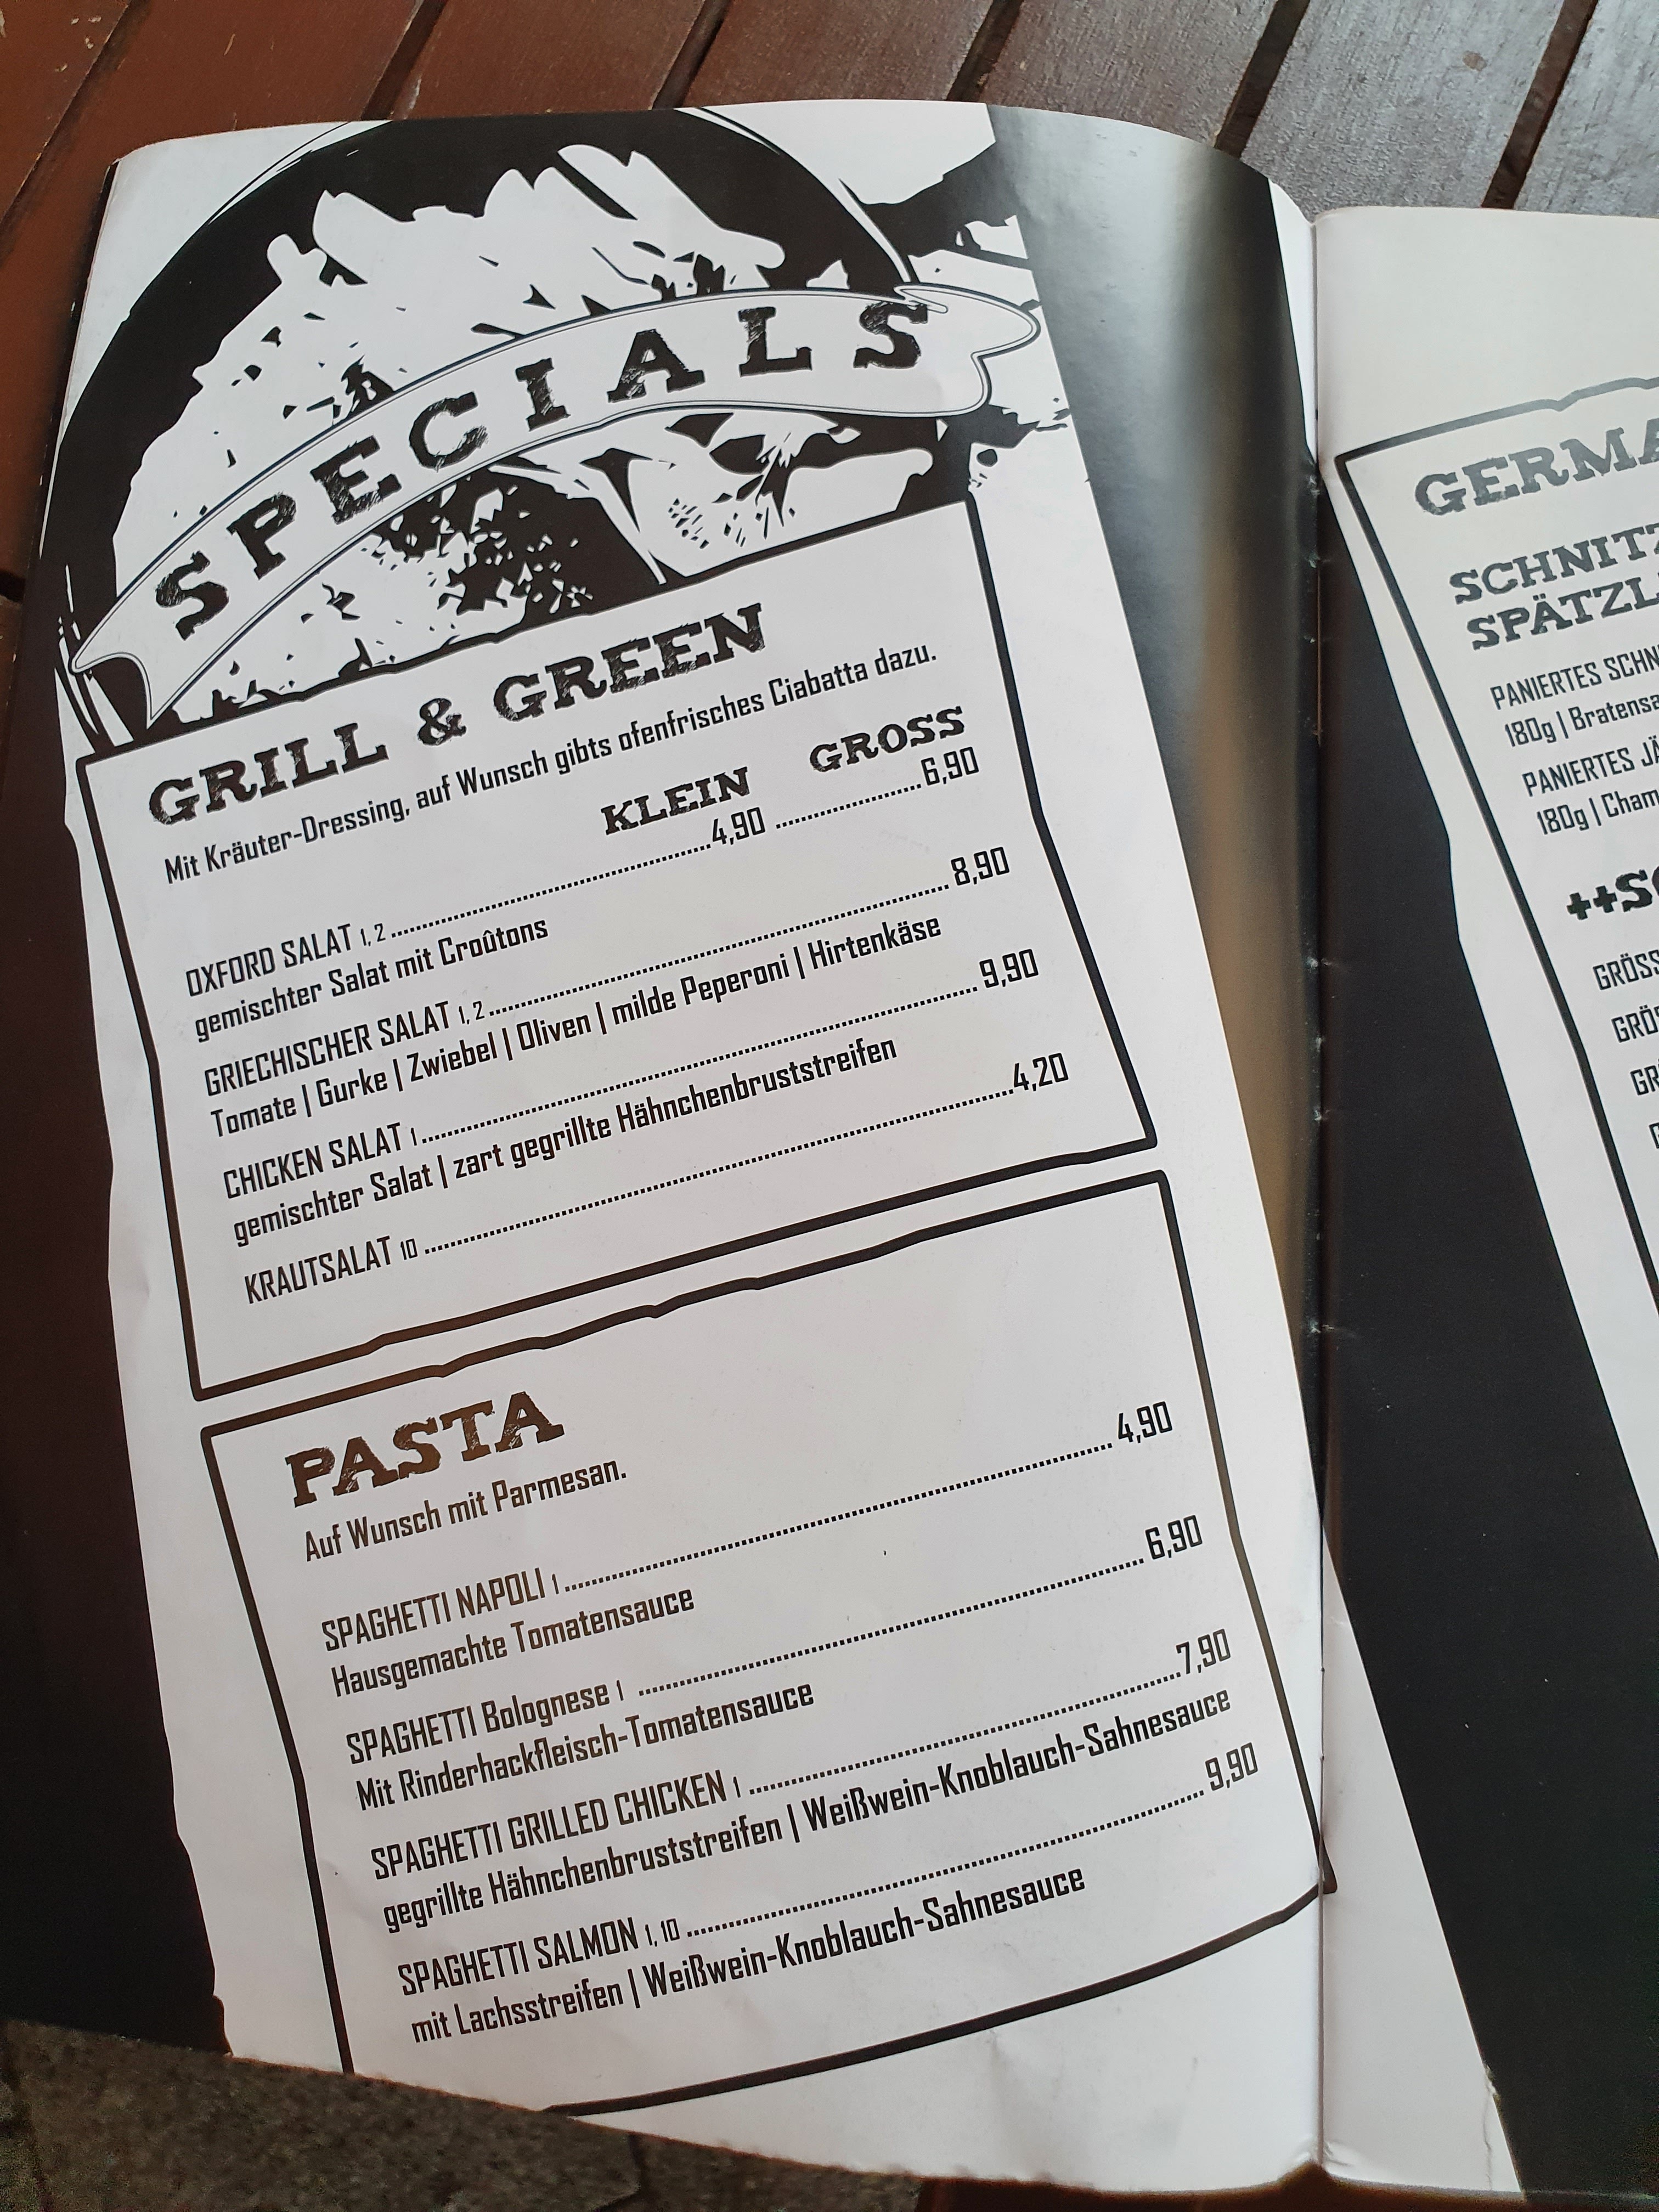 SPECIALS
GRILL & GREEN
Mit Kräuter-Dressing, auf Wunsch gibts ofenfrisches Ciabatta dazu.
KLEIN GROSS
OXFORD SALAT 1, 2 ........ 4,90 ........ 6,90
gemischter Salat mit Croûtons
GRIECHISCHER SALAT 1, 2 ........ 8,90
Tomate | Gurke | Zwiebel | Oliven | milde Peperoni | Hirtenkäse
CHICKEN SALAT 1 ........ 9,90
gemischter Salat | zart gegrillte Hähnchenbruststreifen
KRAUTSALAT 10 ........ 4,20
PASTA
Auf Wunsch mit Parmesan.
SPAGHETTI NAPOLI 1 ........ 4,90
Hausgemachte Tomatensauce
SPAGHETTI Bolognese 1 ........ 6,90
Mit Rinderhackfleisch-Tomatensauce
SPAGHETTI GRILLED CHICKEN 1 ........ 7,90
gegrillte Hähnchenbruststreifen | Weißwein-Knoblauch-Sahnesauce
SPAGHETTI SALMON 1, 10 ........ 9,90
mit Lachsstreifen | Weißwein-Knoblauch-Sahnesauce
GERMA
SCHNITZ
SPÄTZL
PANIERTES SCHN
180g | Bratensa
PANIERTES JÄ
180g | Cham